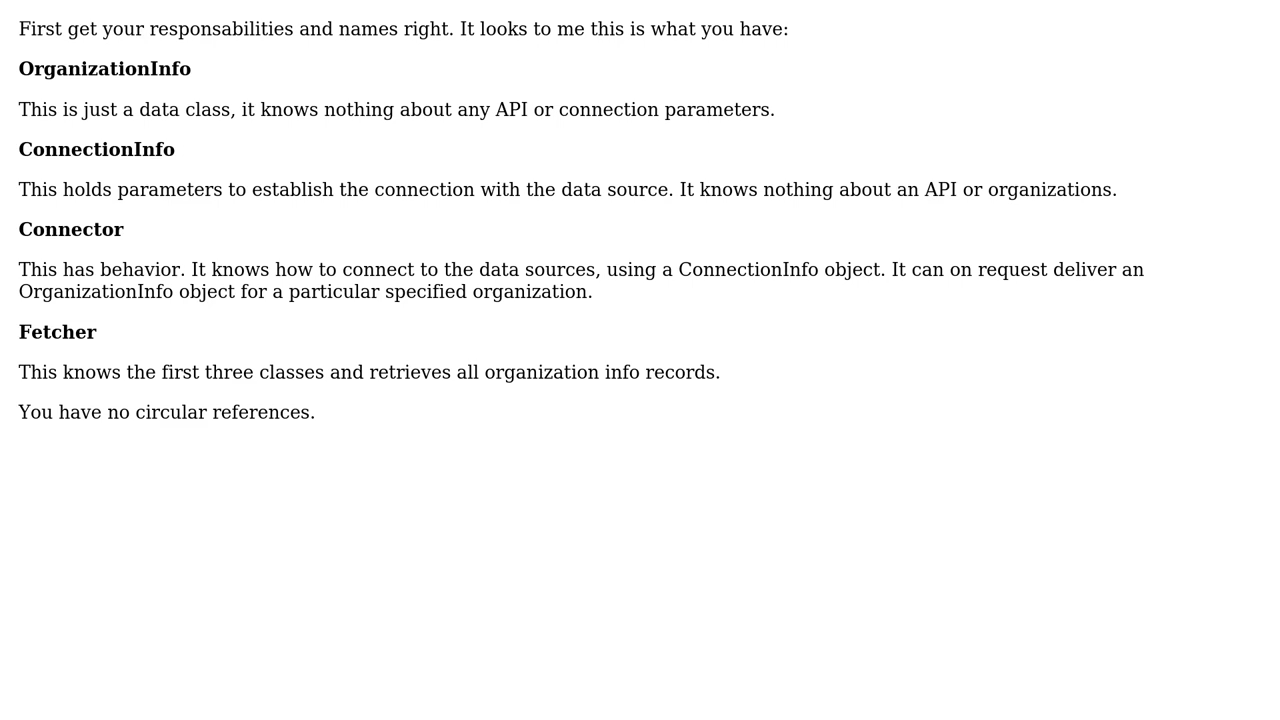 First get your responsabilities and names right. It looks to me this is what you have:
OrganizationInfo
This is just a data class, it knows nothing about any API or connection parameters.
ConnectionInfo
This holds parameters to establish the connection with the data source. It knows nothing about an API or organizations.
Connector
This has behavior. It knows how to connect to the data sources, using a ConnectionInfo object. It can on request deliver an
OrganizationInfo object for a particular specified organization.
Fetcher
This knows the first three classes and retrieves all organization info records.
You have no circular references.